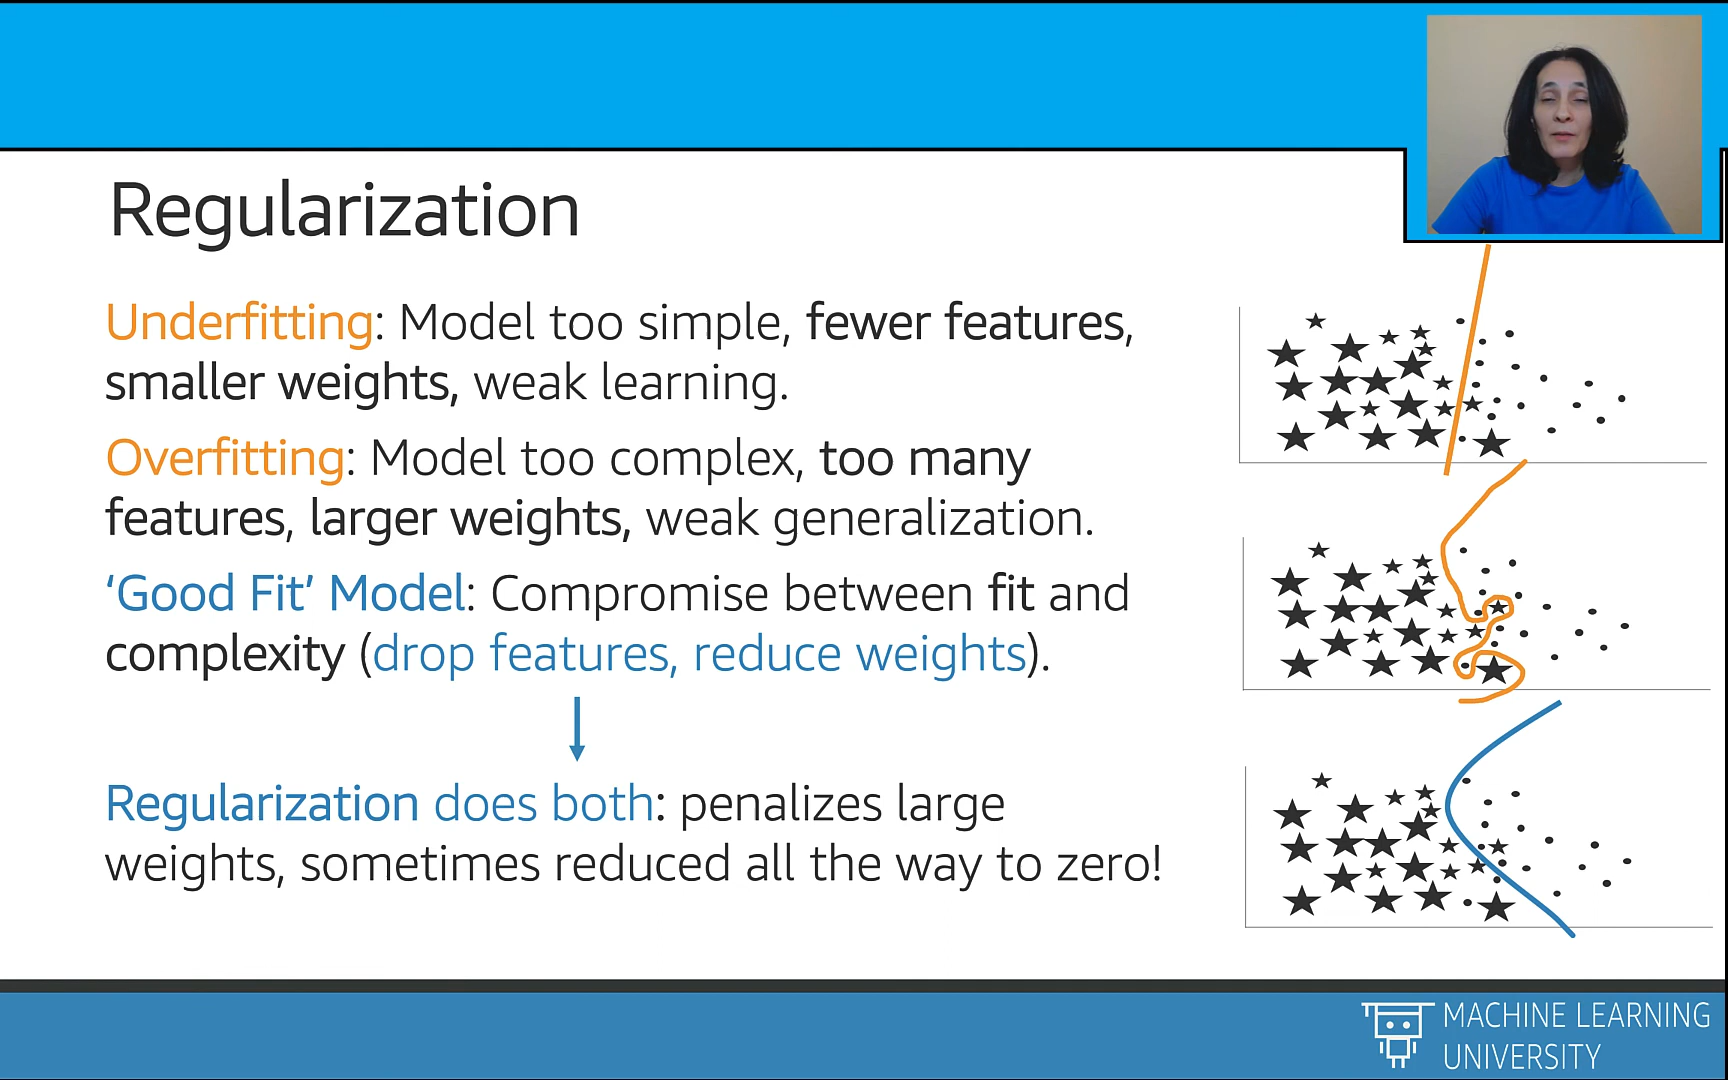 Regularization
Underfitting: Model too simple, fewer features,
smaller weights, weak learning.
Overfitting: Model too complex, too many
features, larger weights, weak generalization.
‘Good Fit’ Model: Compromise between fit and
complexity (drop features, reduce weights).
Regularization does both: penalizes large
weights, sometimes reduced all the way to zero!
MACHINE LEARNING
UNIVERSITY